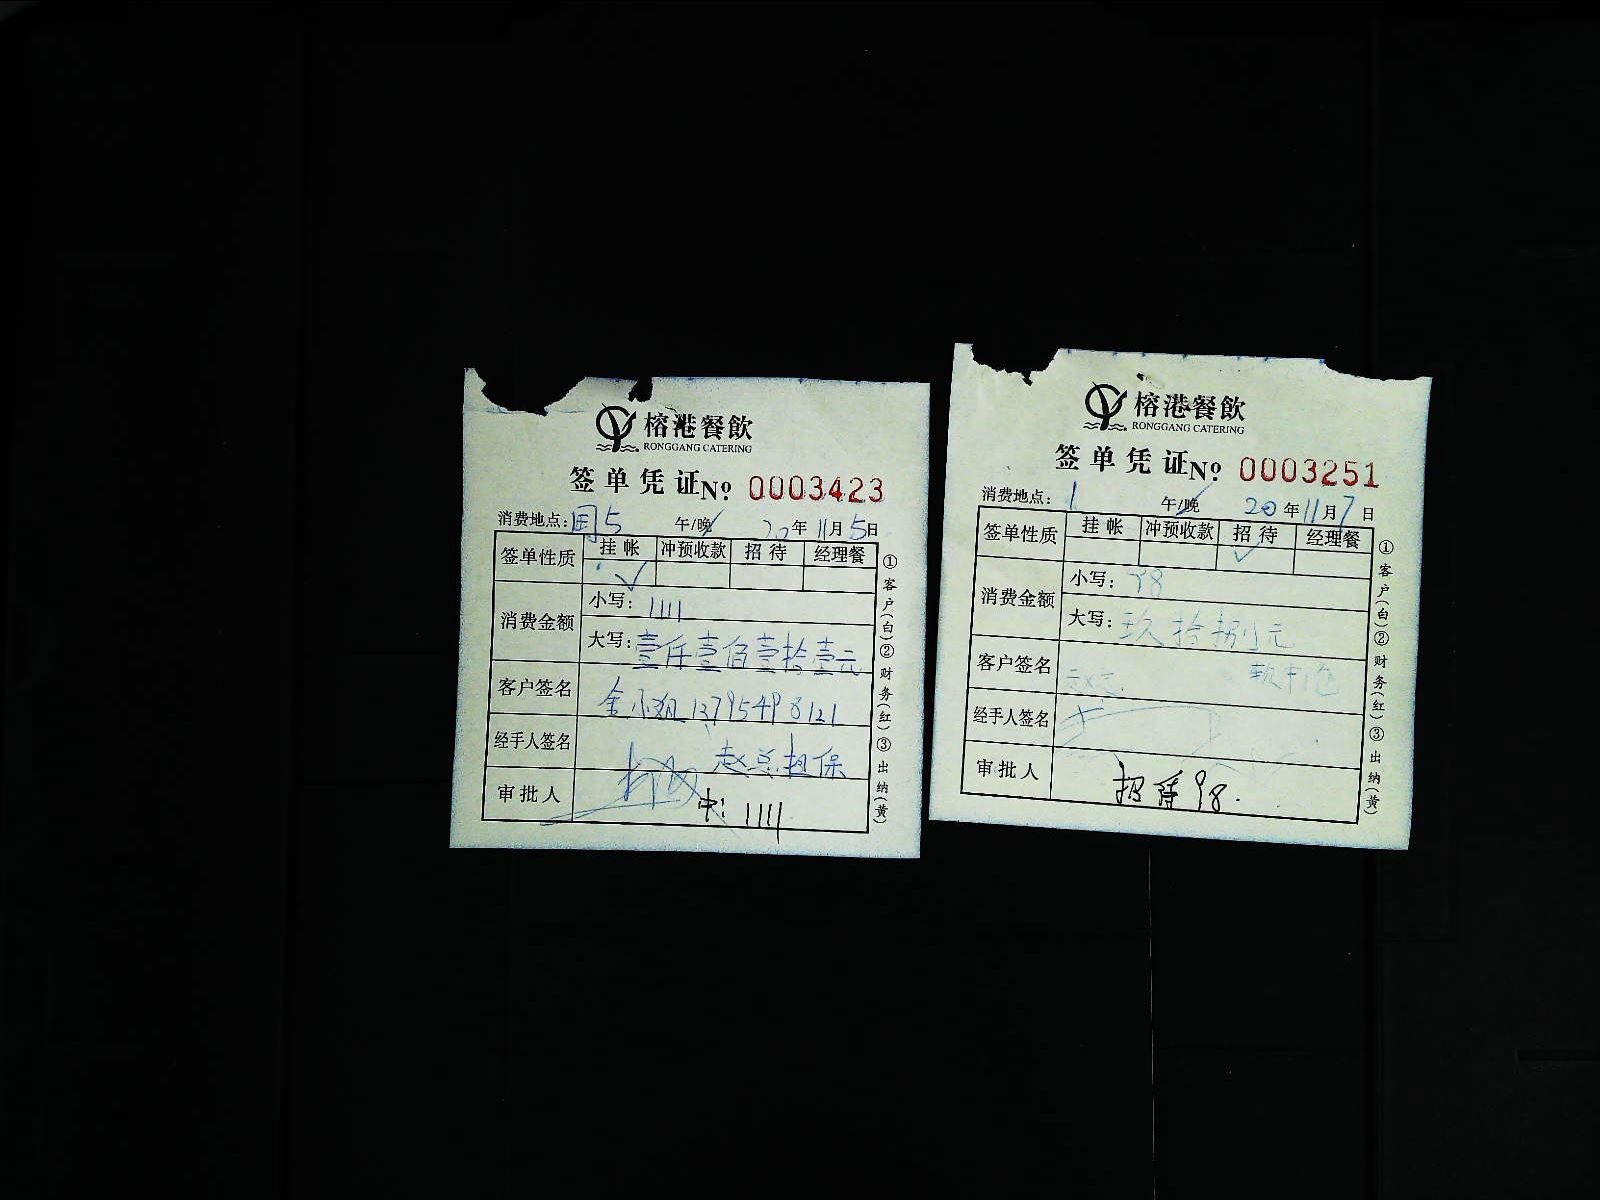 榕港餐飲
RONGGANG CATERING
签单凭证 No 0003423
消费地点: 国5 午/晚 20年11月5日
签单性质 挂帐 冲预收款 招待 经理餐
✓
消费金额 小写: 1111
大写: 壹仟壹佰壹拾壹元
客户签名 金小姐 13795498121
经手人签名 赵总担保
审批人 中: 1111
①客户(白)②财务(红)③出纳(黄)
榕港餐飲
RONGGANG CATERING
签单凭证 No 0003251
消费地点: 1 午/晚 20年11月7日
签单性质 挂帐 冲预收款 招待 经理餐
✓
消费金额 小写: 98
大写: 玖拾捌元
客户签名 赵总
经手人签名
审批人 招待98.
①客户(白)②财务(红)③出纳(黄)